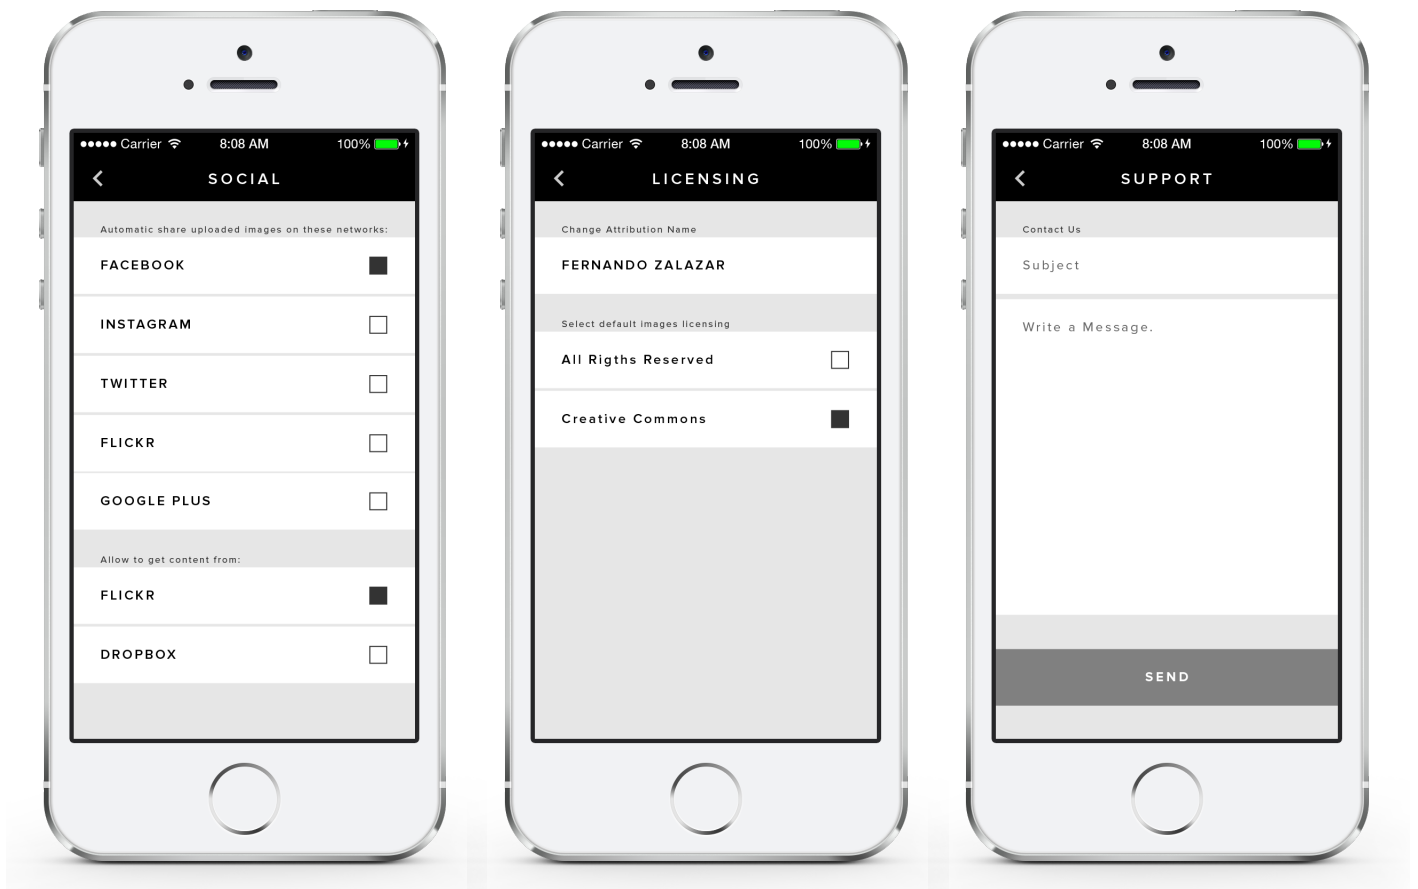 Carrier 8:08 AM 100%
SOCIAL
Automatic share uploaded images on these networks:
FACEBOOK
INSTAGRAM
TWITTER
FLICKR
GOOGLE PLUS
Allow to get content from:
FLICKR
DROPBOX
Carrier 8:08 AM 100%
LICENSING
Change Attribution Name
FERNANDO ZALAZAR
Select default images licensing
All Rigths Reserved
Creative Commons
Carrier 8:08 AM 100%
SUPPORT
Contact Us
Subject
Write a Message.
SEND